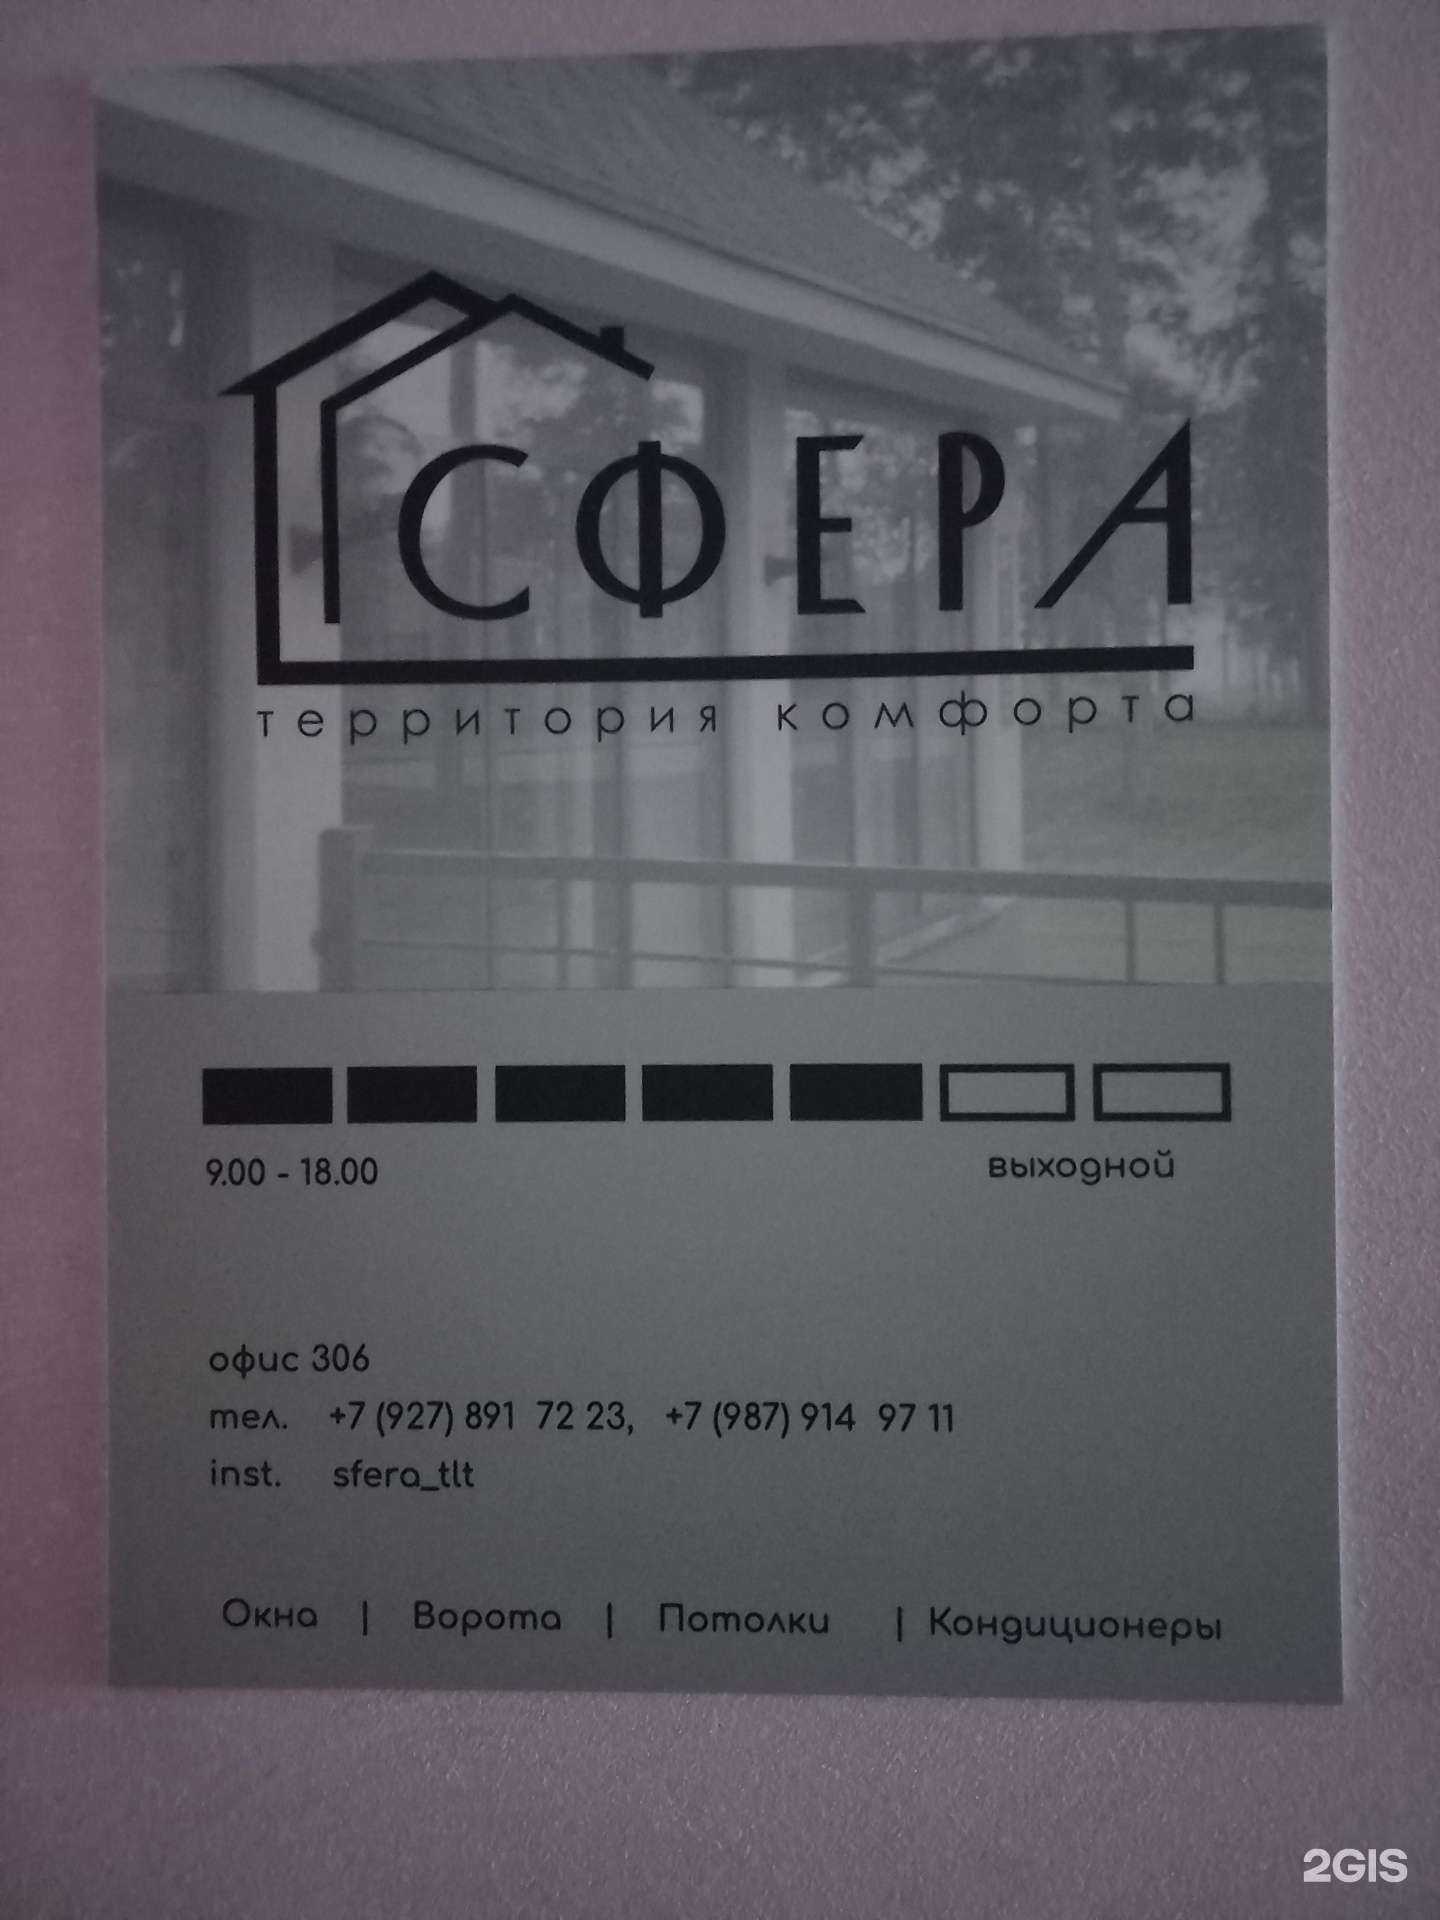 СФЕРА
территория комфорта
9.00 - 18.00 выходной
офис 306
тел. +7 (927) 891 72 23, +7 (987) 914 97 11
inst. sfera_tlt
Окна | Ворота | Потолки | Кондиционеры
2GIS